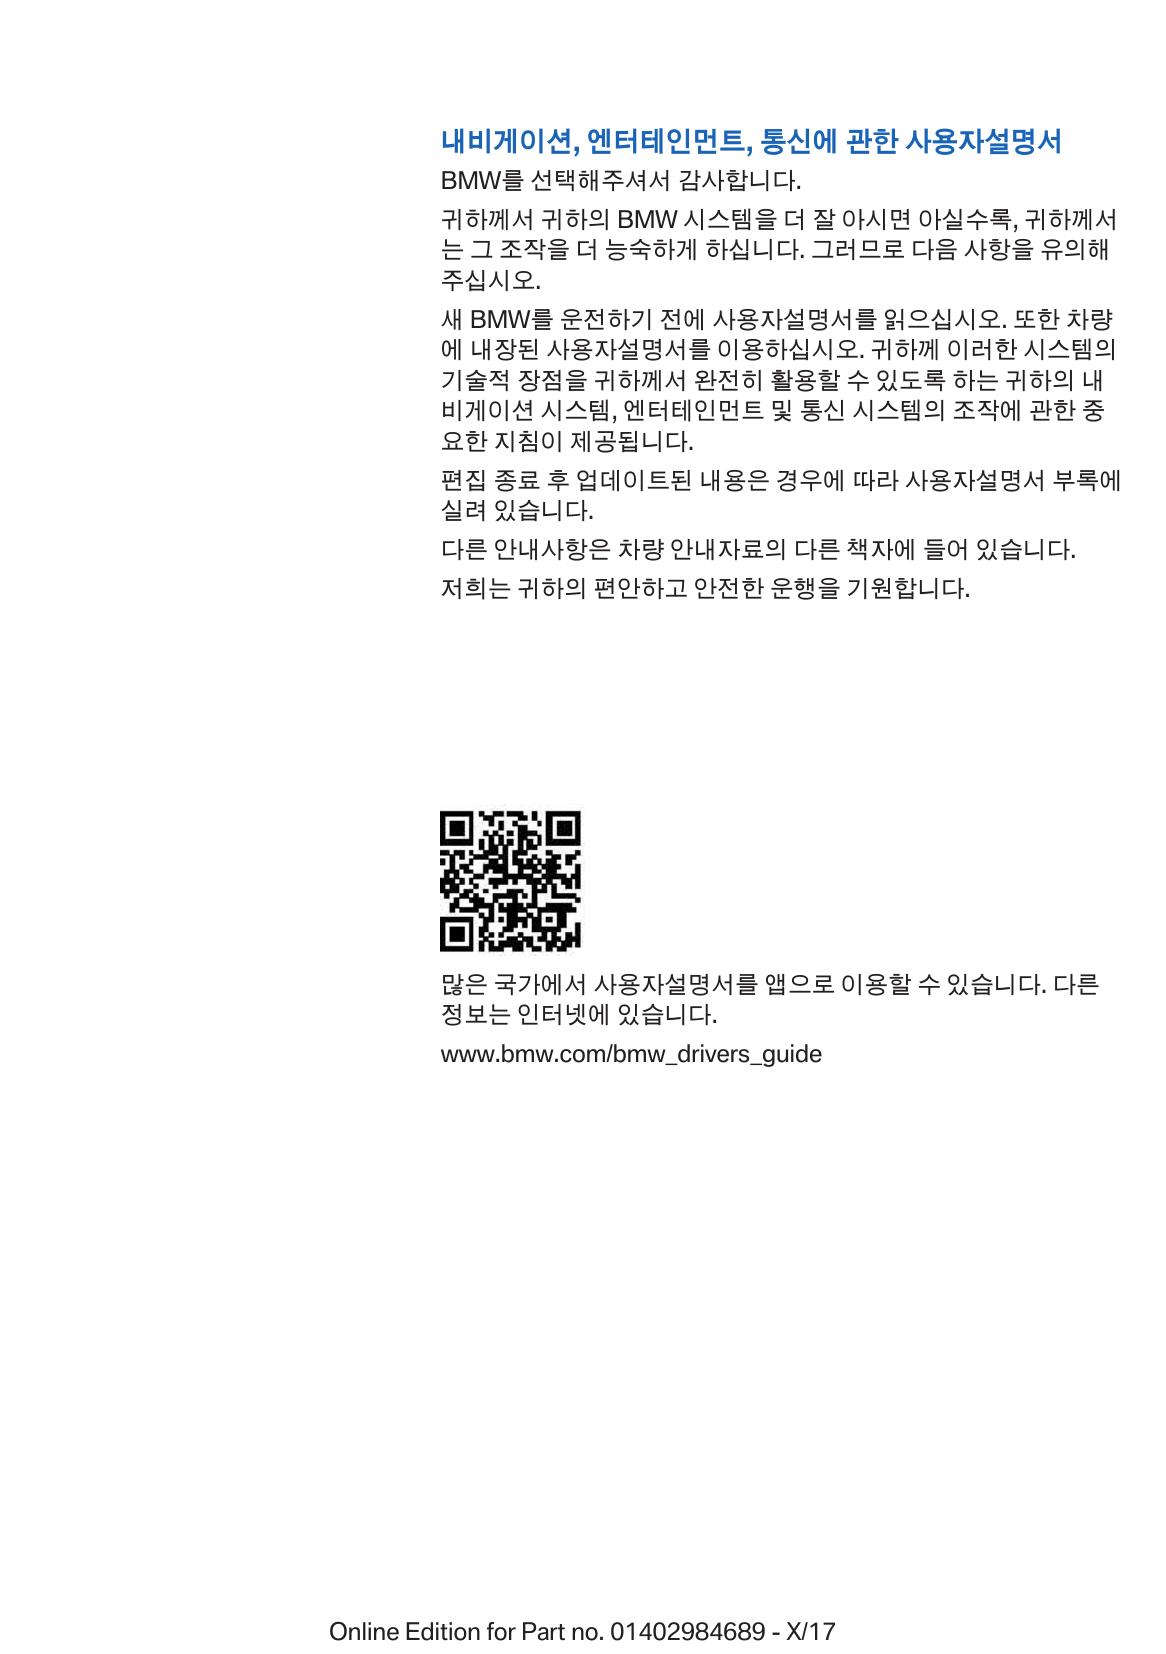 내비게이션, 엔터테인먼트, 통신에 관한 사용자설명서
BMW를 선택해주셔서 감사합니다.
귀하께서 귀하의 BMW 시스템을 더 잘 아시면 아실수록, 귀하께서
는 그 조작을 더 능숙하게 하십니다. 그러므로 다음 사항을 유의해
주십시오.
새 BMW를 운전하기 전에 사용자설명서를 읽으십시오. 또한 차량
에 내장된 사용자설명서를 이용하십시오. 귀하께 이러한 시스템의
기술적 장점을 귀하께서 완전히 활용할 수 있도록 하는 귀하의 내
비게이션 시스템, 엔터테인먼트 및 통신 시스템의 조작에 관한 중
요한 지침이 제공됩니다.
편집 종료 후 업데이트된 내용은 경우에 따라 사용자설명서 부록에
실려 있습니다.
다른 안내사항은 차량 안내자료의 다른 책자에 들어 있습니다.
저희는 귀하의 편안하고 안전한 운행을 기원합니다.
많은 국가에서 사용자설명서를 앱으로 이용할 수 있습니다. 다른
정보는 인터넷에 있습니다.
www.bmw.com/bmw_drivers_guide
Online Edition for Part no. 01402984689 - X/17